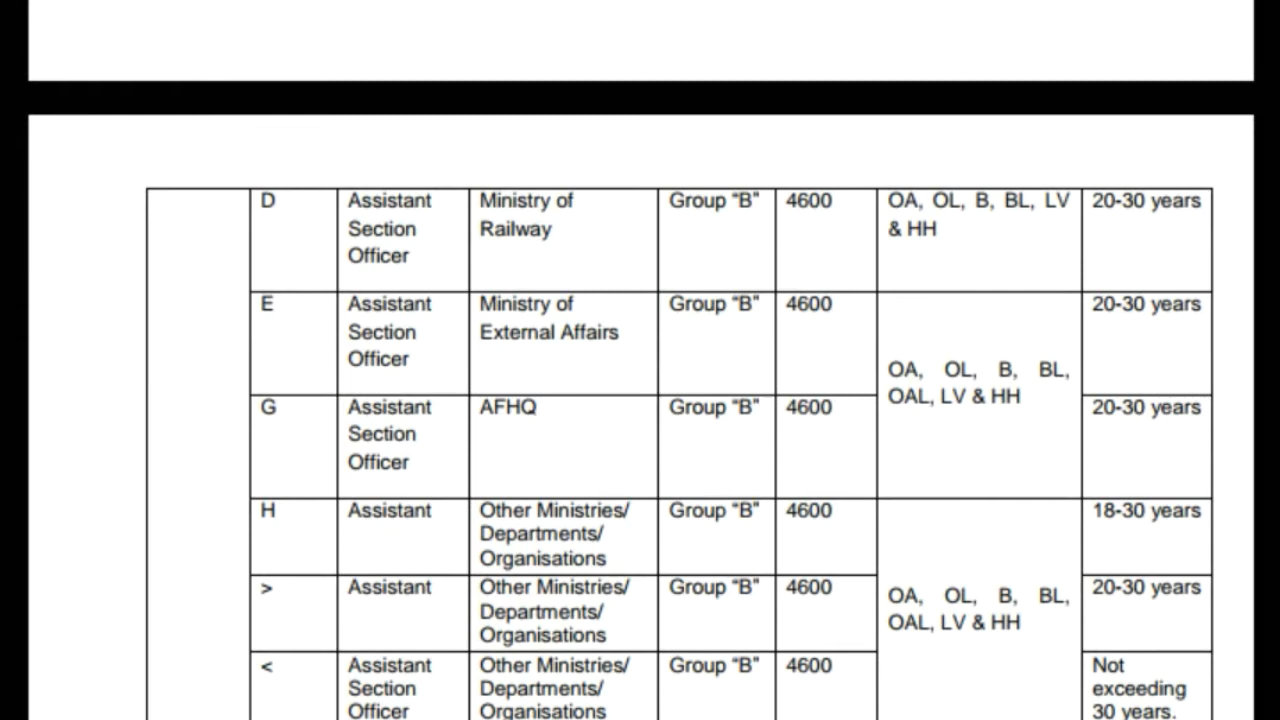 D Assistant Section Officer Ministry of Railway Group “B” 4600 OA, OL, B, BL, LV & HH 20-30 years
E Assistant Section Officer Ministry of External Affairs Group “B” 4600 OA, OL, B, BL, OAL, LV & HH 20-30 years
G Assistant Section Officer AFHQ Group “B” 4600 20-30 years
H Assistant Other Ministries/ Departments/ Organisations Group “B” 4600 OA, OL, B, BL, OAL, LV & HH 18-30 years
> Assistant Other Ministries/ Departments/ Organisations Group “B” 4600 20-30 years
< Assistant Section Officer Other Ministries/ Departments/ Organisations Group “B” 4600 Not exceeding 30 years.